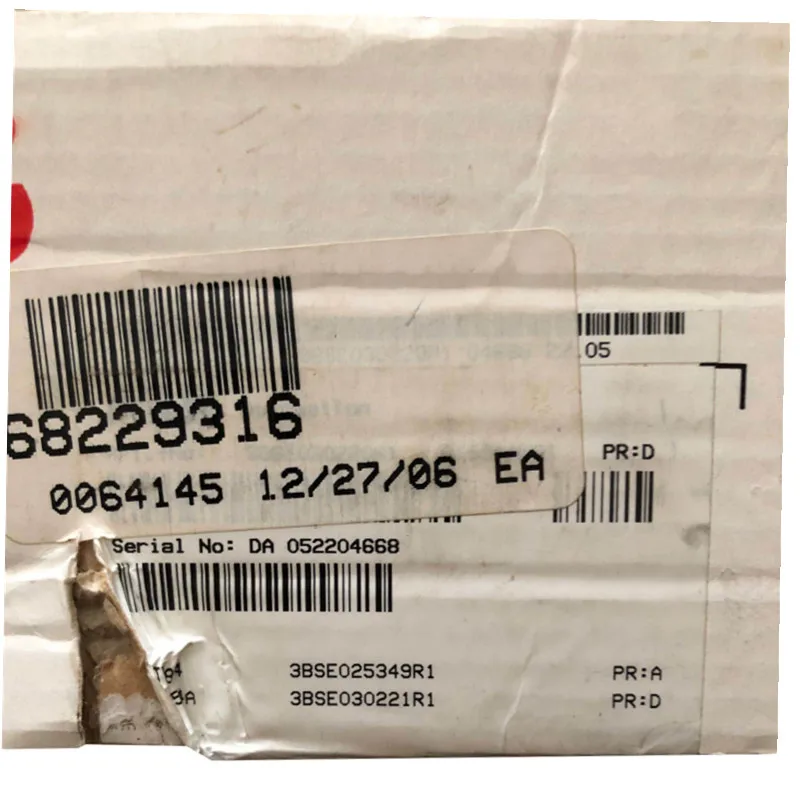 .05
68229316
PR:D
0064145 12/27/06 EA
Serial No: DA 052204668
3BSE025349R1 PR:A
3BSE030221R1 PR:D